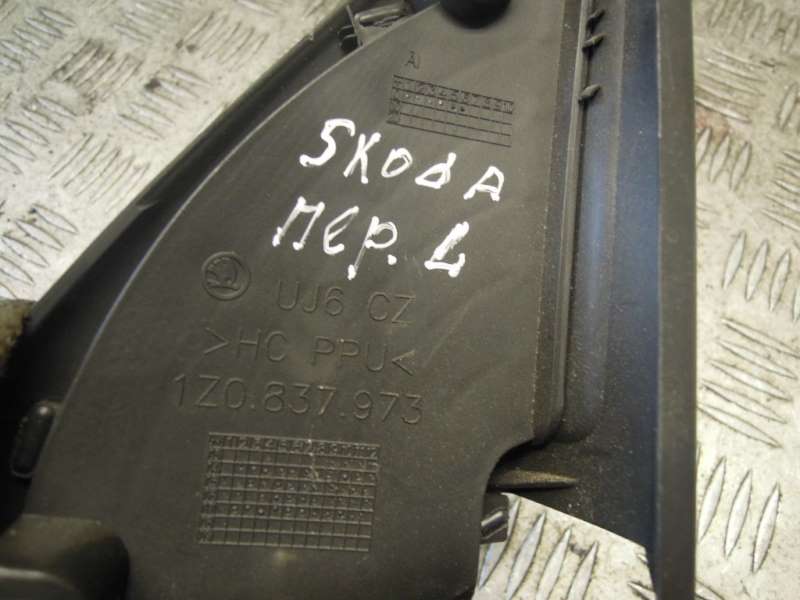 A)
SKODA
пер. L
UJ6 CZ
>HC PPU<
1Z0.837.973